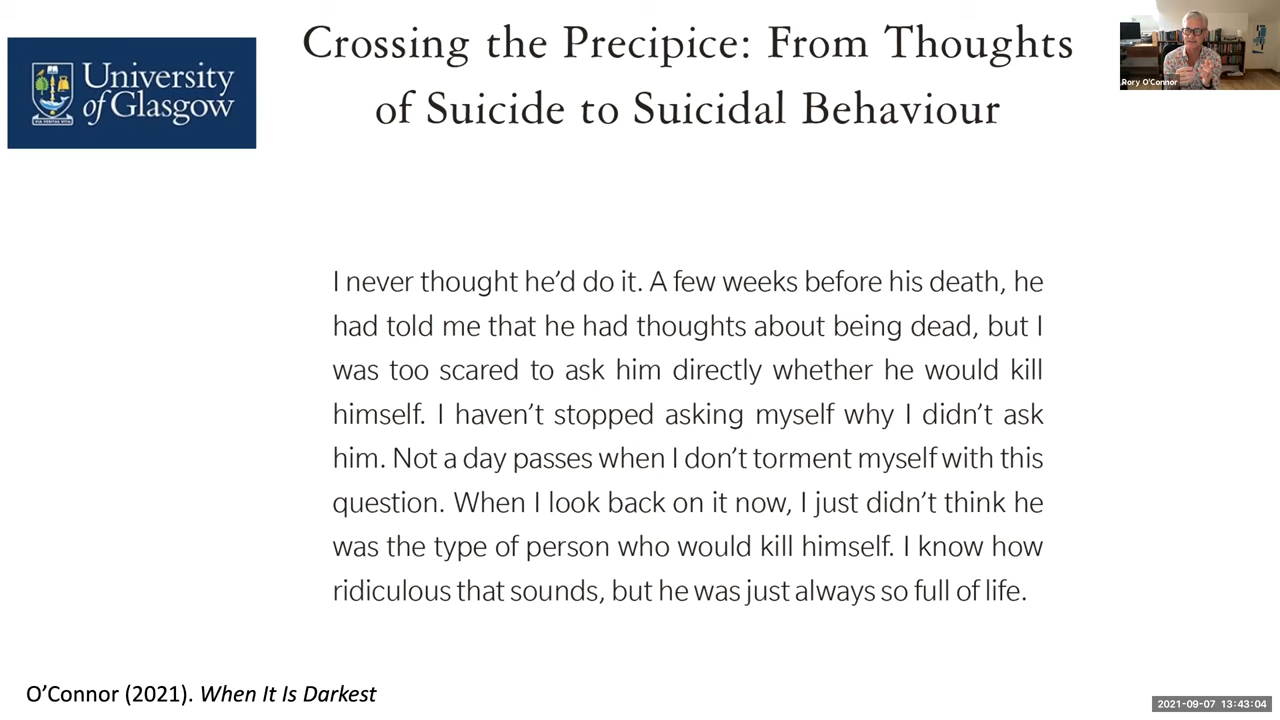 Crossing the Precipice: From Thoughts
of Suicide to Suicidal Behaviour
University
of Glasgow
VIA VERITAS VITA
Rory O'Connor
I never thought he’d do it. A few weeks before his death, he
had told me that he had thoughts about being dead, but I
was too scared to ask him directly whether he would kill
himself. I haven’t stopped asking myself why I didn’t ask
him. Not a day passes when I don’t torment myself with this
question. When I look back on it now, I just didn’t think he
was the type of person who would kill himself. I know how
ridiculous that sounds, but he was just always so full of life.
O’Connor (2021). When It Is Darkest
2021-09-07 13:43:04